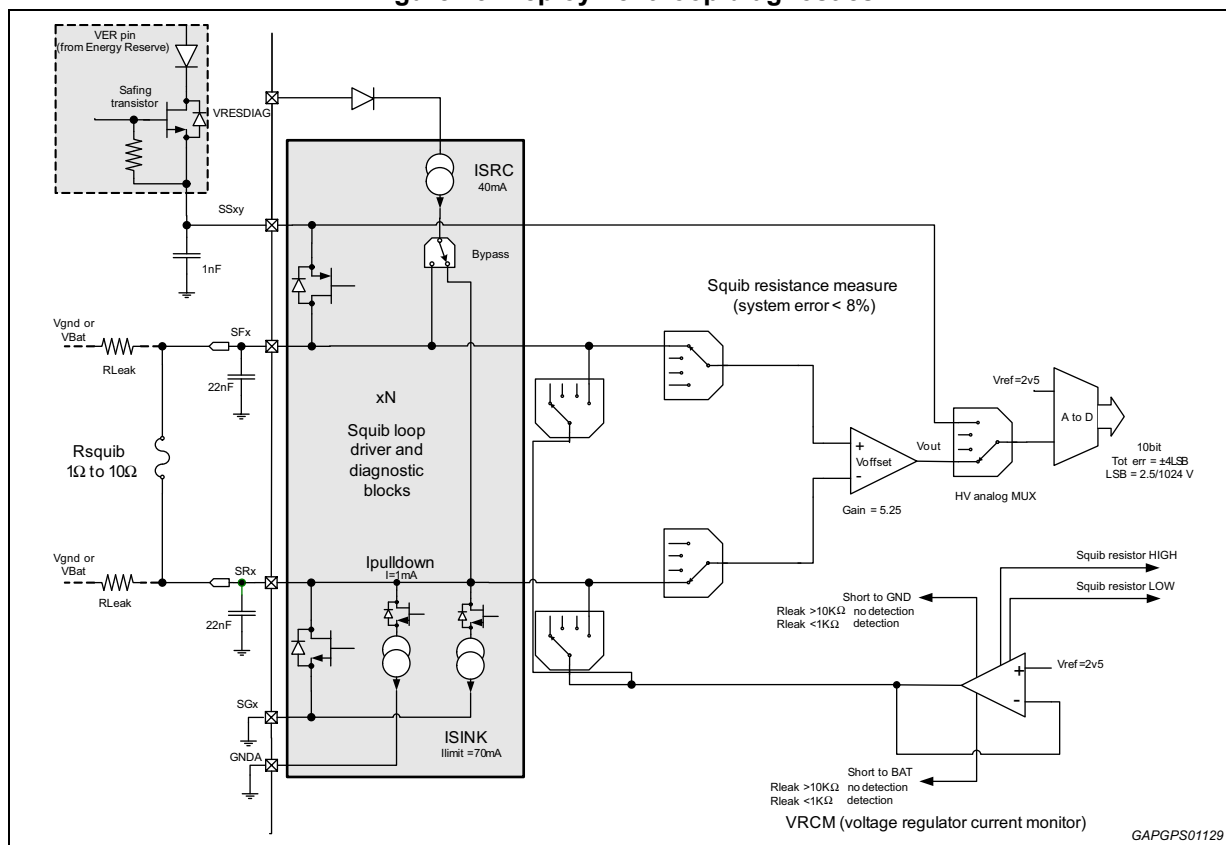 VER pin
(from Energy Reserve)
Safing
transistor
VRESDIAG
ISRC
40mA
SSxy
Bypass
1nF
Squib resistance measure
(system error < 8%)
Vgnd or
VBat
SFx
RLeak
22nF
Vref=2v5
A to D
xN
Squib loop
driver and
diagnostic
blocks
Rsquib
1Ω to 10Ω
+
Voffset
-
Vout
10bit
Tot err = ±4LSB
LSB = 2.5/1024 V
Gain = 5.25
HV analog MUX
Vgnd or
VBat
SRx
Ipulldown
I=1mA
RLeak
22nF
Squib resistor HIGH
Squib resistor LOW
Short to GND
Rleak >10KΩ no detection
Rleak <1KΩ detection
+
Vref=2v5
-
SGx
ISINK
Ilimit =70mA
GNDA
Short to BAT
Rleak >10KΩ no detection
Rleak <1KΩ detection
VRCM (voltage regulator current monitor)
GAPGPS01129